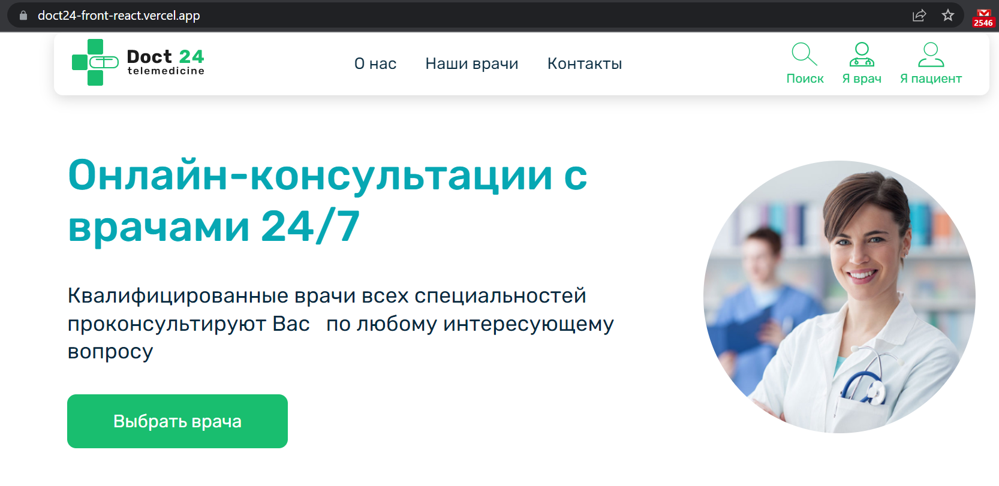 doct24-front-react.vercel.app
2546
Doct 24
telemedicine
О нас Наши врачи Контакты
Поиск Я врач Я пациент
Онлайн-консультации с
врачами 24/7
Квалифицированные врачи всех специальностей
проконсультируют Вас по любому интересующему
вопросу
Выбрать врача